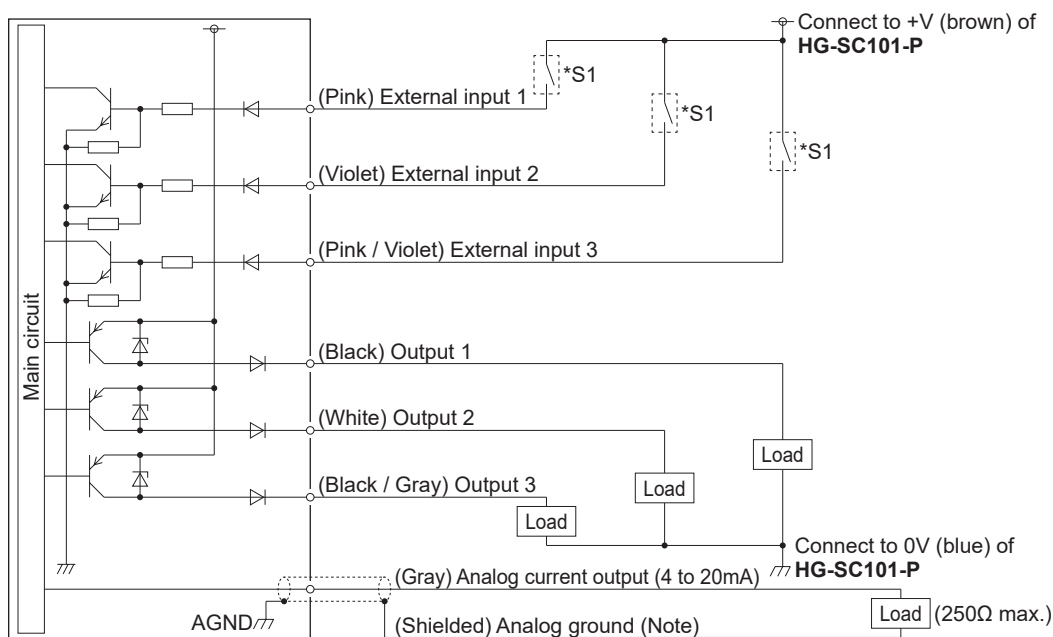 Connect to +V (brown) of
HG-SC101-P
*S1
(Pink) External input 1
*S1
*S1
(Violet) External input 2
(Pink / Violet) External input 3
Main circuit
(Black) Output 1
(White) Output 2
Load
(Black / Gray) Output 3
Load
Load
Connect to 0V (blue) of
HG-SC101-P
(Gray) Analog current output (4 to 20mA)
AGND
Load (250Ω max.)
(Shielded) Analog ground (Note)